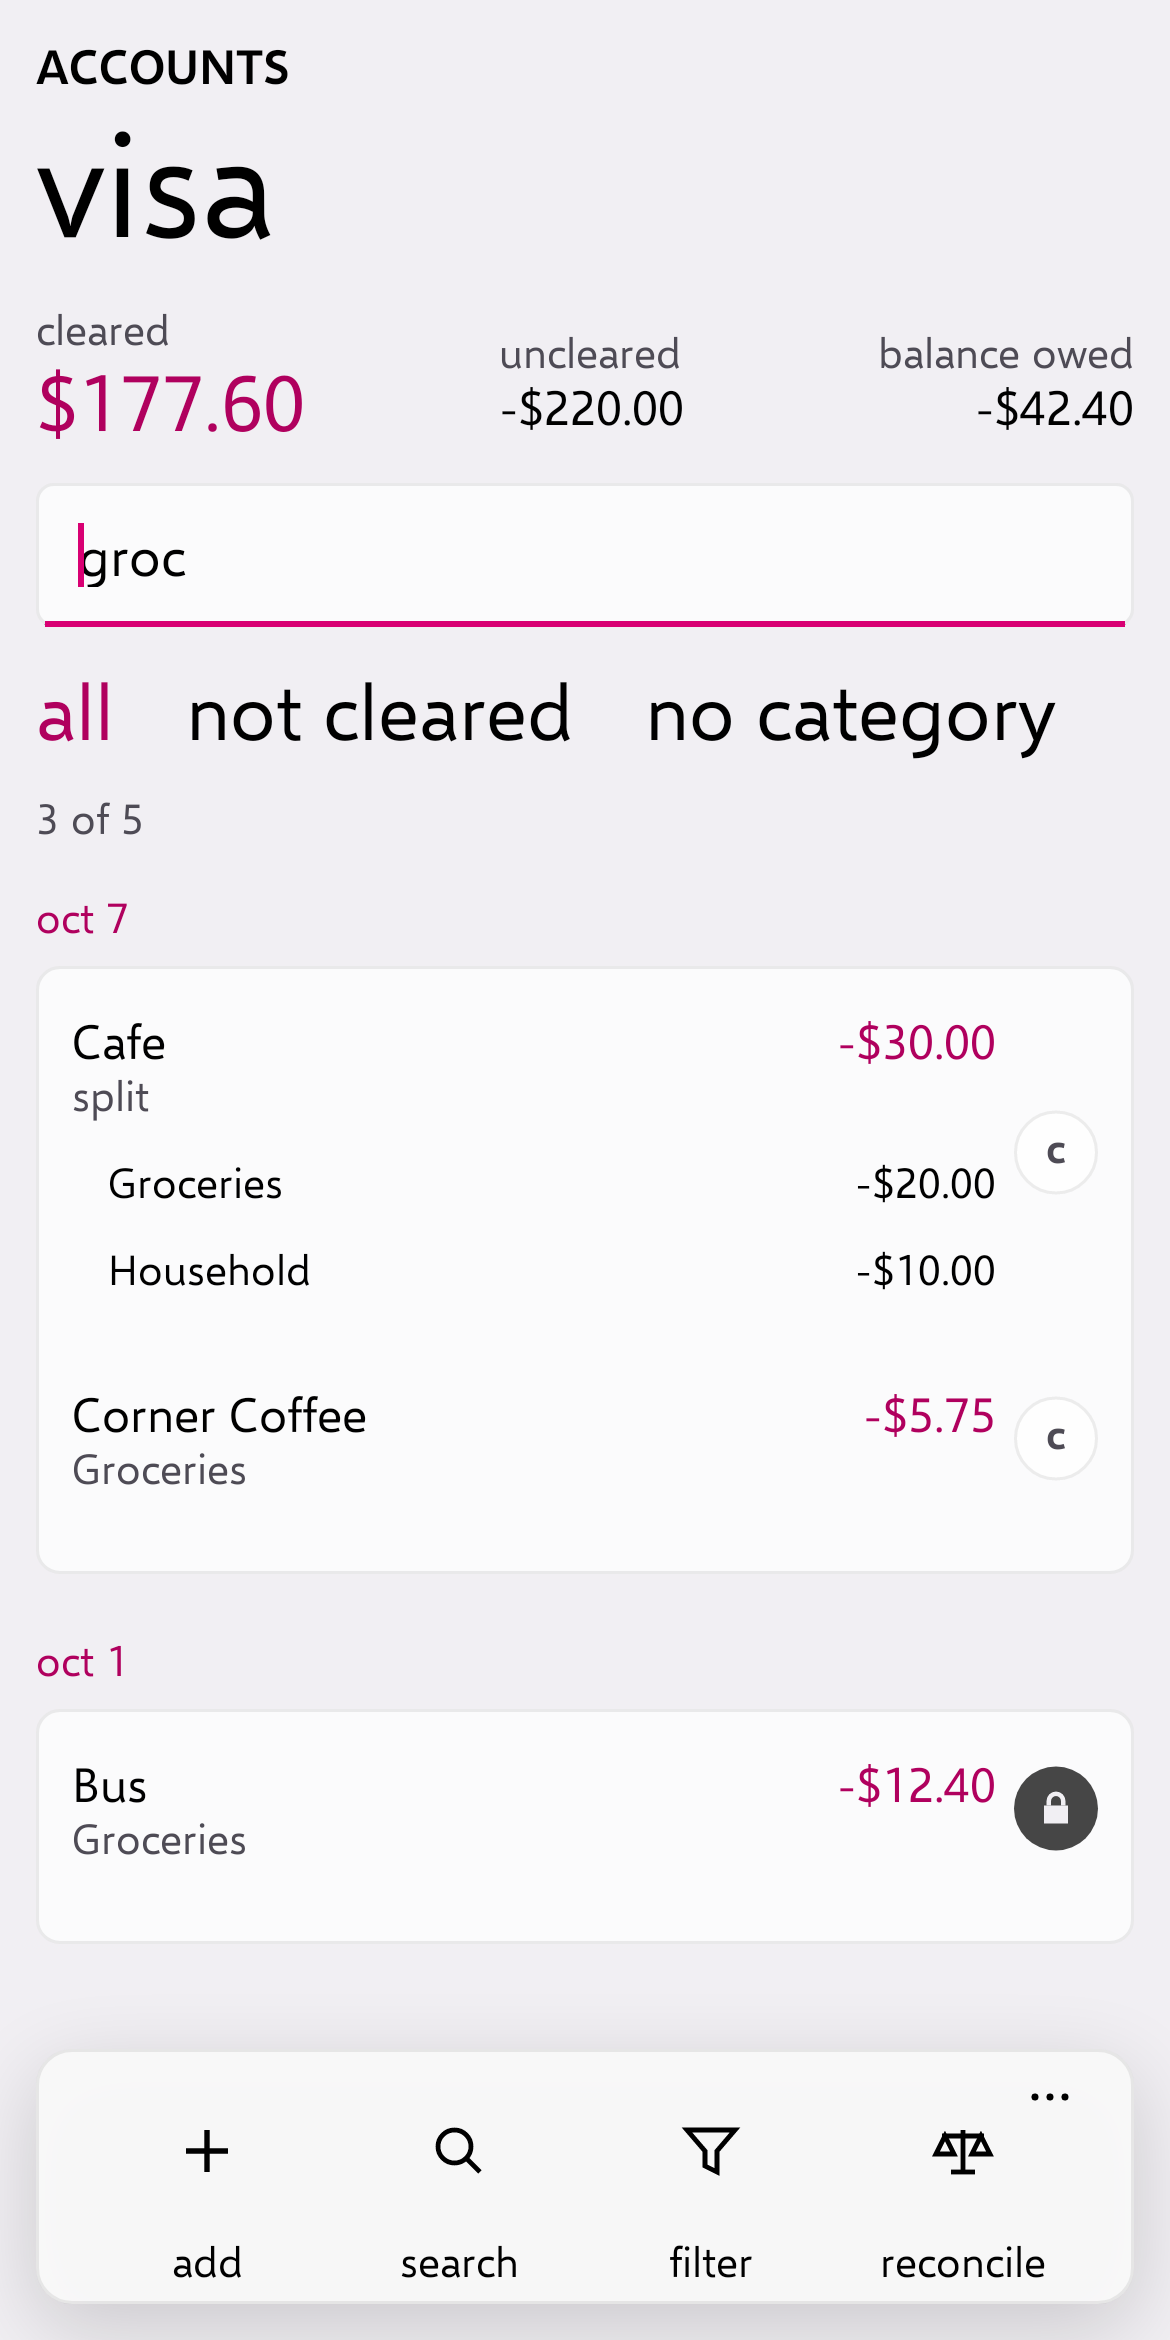 ACCOUNTS
visa
cleared
$177.60
uncleared
-$220.00
balance owed
-$42.40
groc
all not cleared no category
3 of 5
oct 7
Cafe -$30.00
split
c
Groceries -$20.00
Household -$10.00
Corner Coffee -$5.75
c
Groceries
oct 1
Bus -$12.40
Groceries
add search filter reconcile